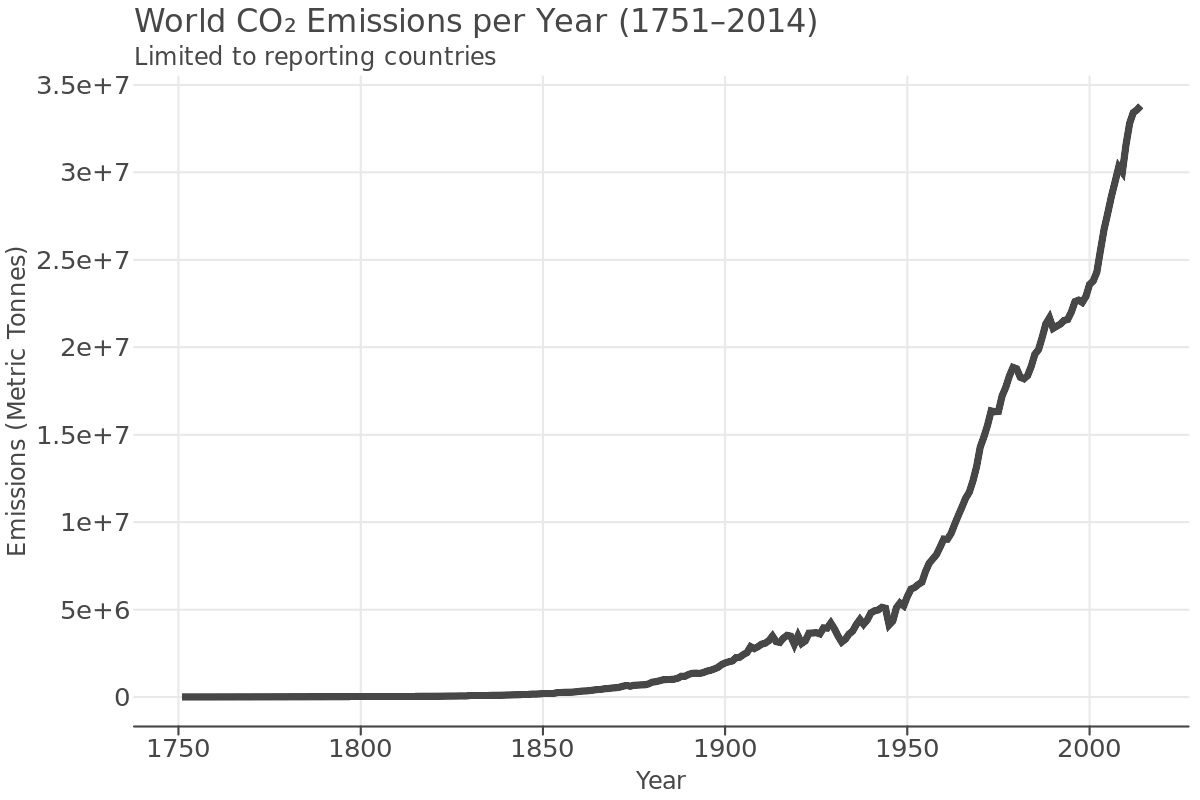 World CO₂ Emissions per Year (1751–2014)
Limited to reporting countries
3.5e+7
3e+7
2.5e+7
2e+7
1.5e+7
1e+7
5e+6
0
Emissions (Metric Tonnes)
1750 1800 1850 1900 1950 2000
Year